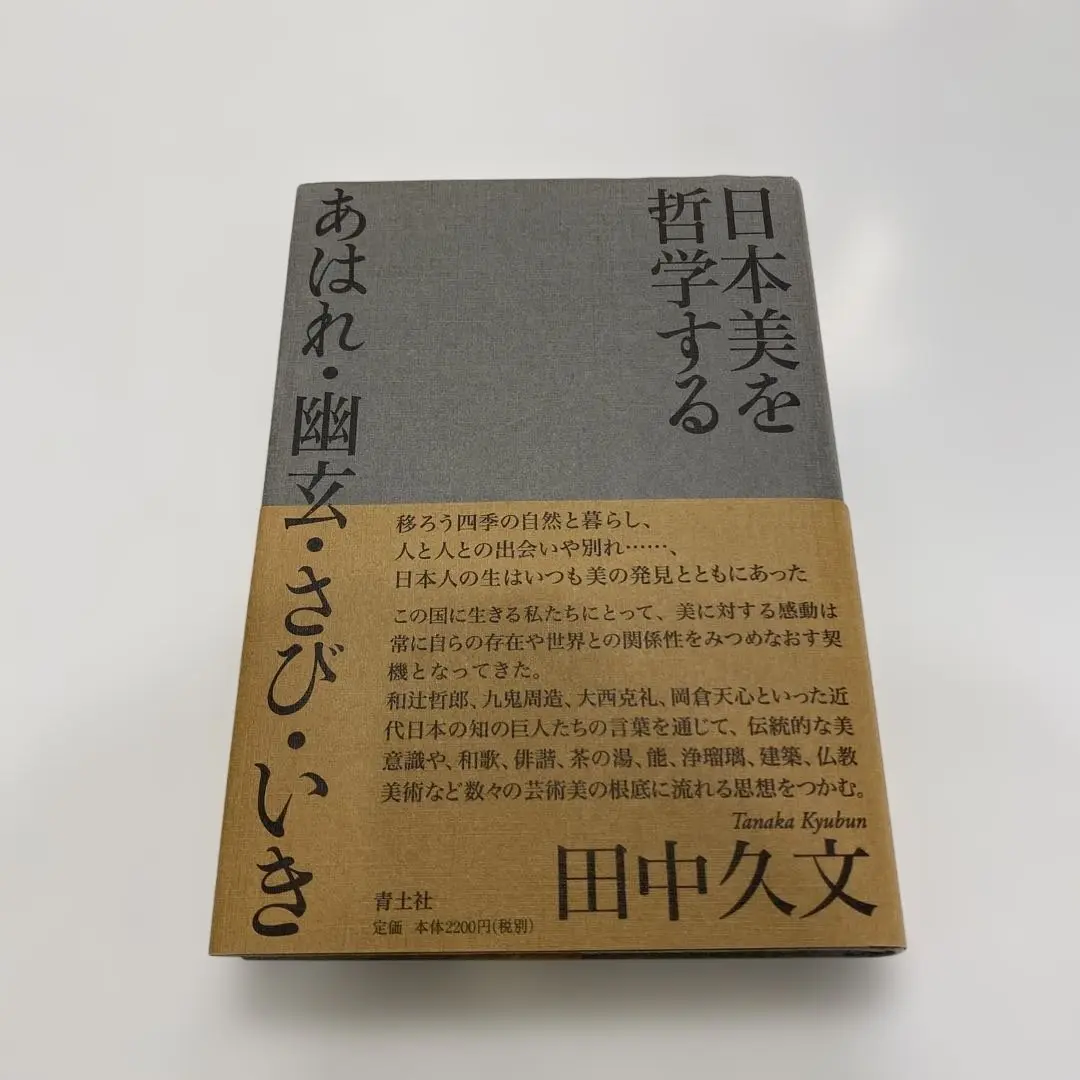 日本美を
哲学する
あはれ・幽玄・さび・いき
移ろう四季の自然と暮らし、
人と人との出会いや別れ……、
日本人の生はいつも美の発見とともにあった
この国に生きる私たちにとって、美に対する感動は
常に自らの存在や世界との関係性をみつめなおす契
機となってきた。
和辻哲郎、九鬼周造、大西克礼、岡倉天心といった近
代日本の知の巨人たちの言葉を通じて、伝統的な美
意識や、和歌、俳諧、茶の湯、能、浄瑠璃、建築、仏教
美術など数々の芸術美の根底に流れる思想をつかむ。
Tanaka Kyubun
田中久文
青土社
定価 本体2200円(税別)